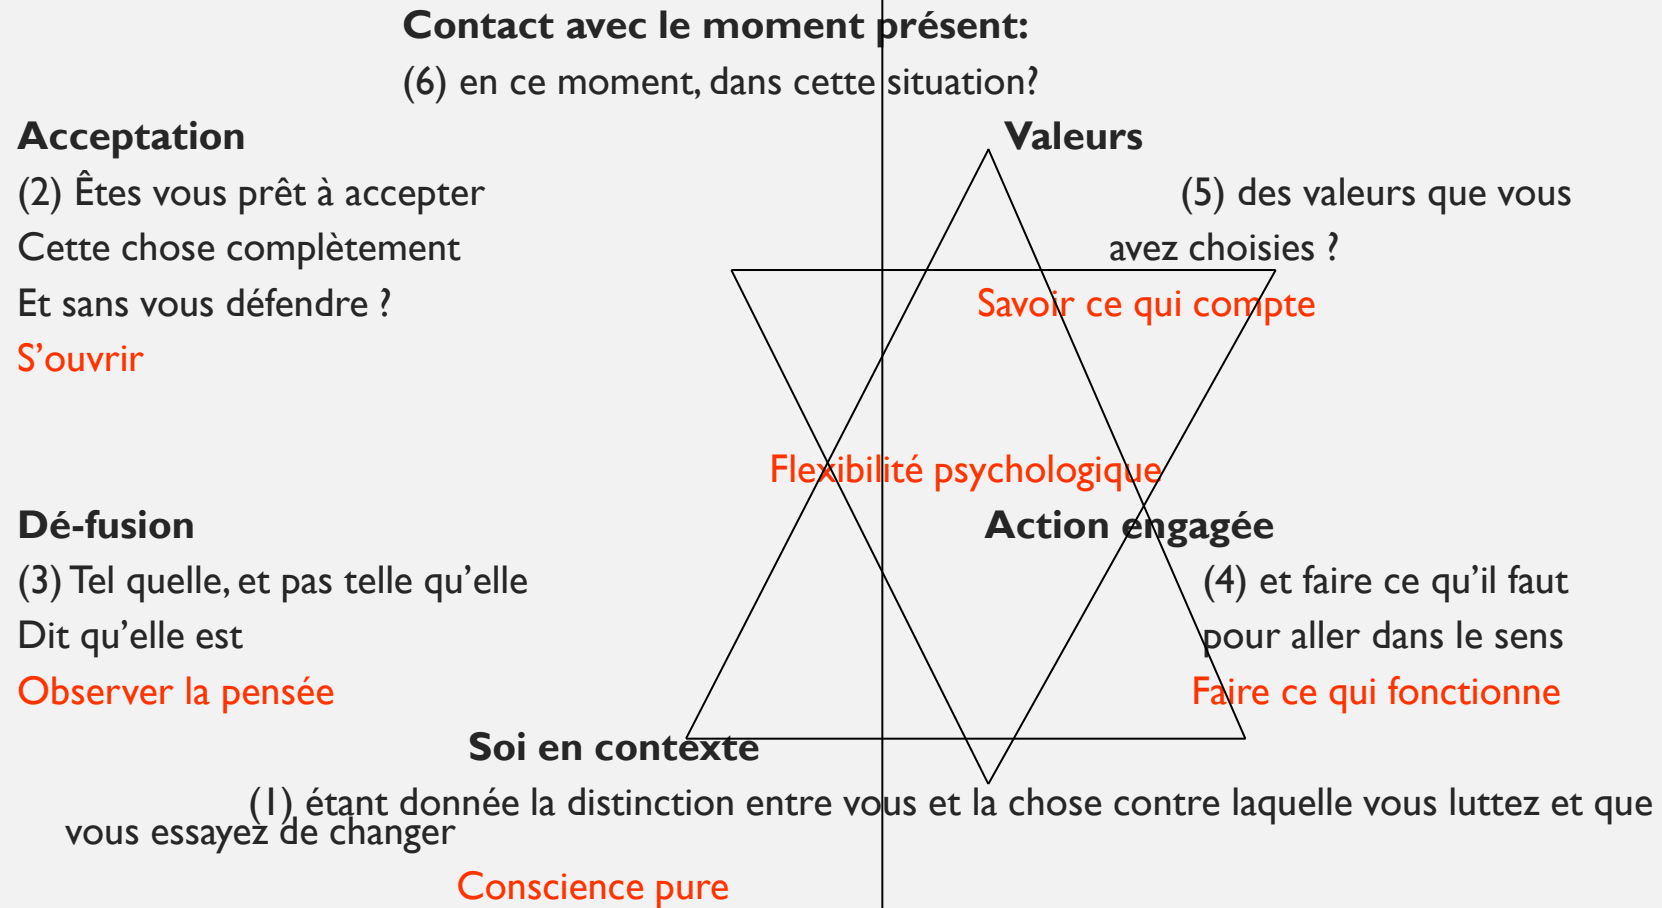 Contact avec le moment présent:
(6) en ce moment, dans cette situation?
Acceptation
Valeurs
(2) Êtes vous prêt à accepter
(5) des valeurs que vous
Cette chose complètement
avez choisies ?
Et sans vous défendre ?
Savoir ce qui compte
S’ouvrir
Flexibilité psychologique
Dé-fusion
Action engagée
(3) Tel quelle, et pas telle qu’elle
(4) et faire ce qu’il faut
Dit qu’elle est
pour aller dans le sens
Observer la pensée
Faire ce qui fonctionne
Soi en contexte
(1) étant donnée la distinction entre vous et la chose contre laquelle vous luttez et que
vous essayez de changer
Conscience pure